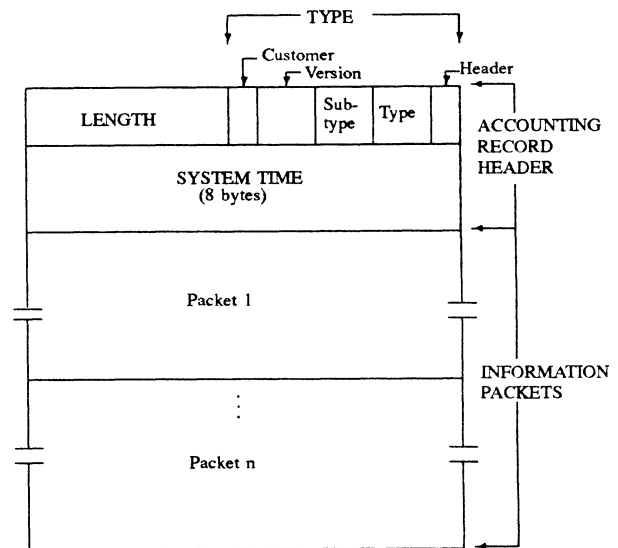 TYPE
Customer
Version
Header
LENGTH
Sub-
type
Type
ACCOUNTING
RECORD
HEADER
SYSTEM TIME
(8 bytes)
Packet 1
INFORMATION
PACKETS
Packet n